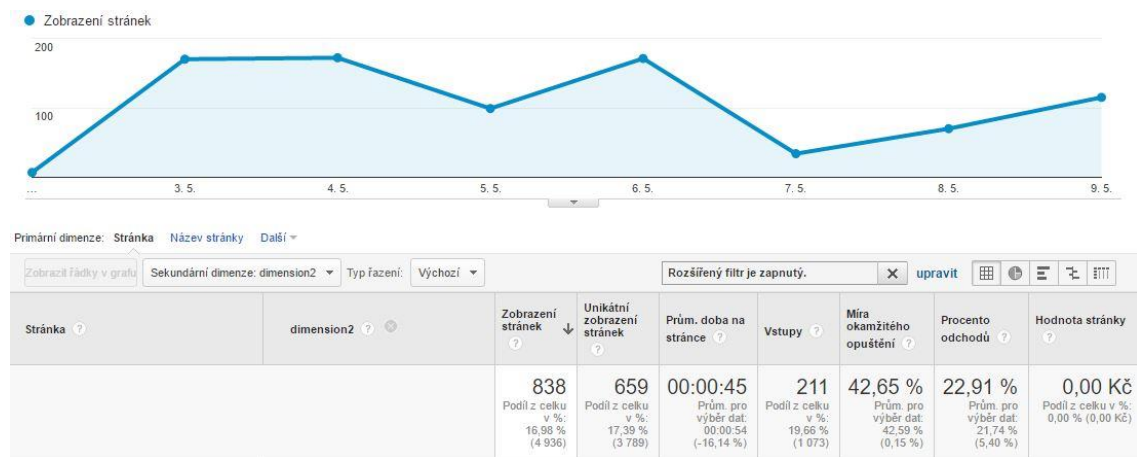 Zobrazení stránek
200
100
... 3. 5. 4. 5. 5. 5. 6. 5. 7. 5. 8. 5. 9. 5.
Primární dimenze: Stránka Název stránky Další
Zobrazit řádky v grafu Sekundární dimenze: dimension2 Typ řazení: Výchozí Rozšířený filtr je zapnutý. upravit
Stránka ?
dimension2 ?
Zobrazení
stránek
?
Unikátní
zobrazení
stránek
?
Prům. doba na
stránce ?
Vstupy ?
Míra
okamžitého
opuštění ?
Procento
odchodů ?
Hodnota stránky
?
838
Podíl z celku
v %:
16,98 %
(4 936)
659
Podíl z celku
v %:
17,39 %
(3 789)
00:00:45
Prům. pro
výběr dat:
00:00:54
(-16,14 %)
211
Podíl z celku
v %:
19,66 %
(1 073)
42,65 %
Prům. pro
výběr dat:
42,59 %
(0,15 %)
22,91 %
Prům. pro
výběr dat:
21,74 %
(5,40 %)
0,00 Kč
Podíl z celku v %:
0,00 % (0,00 Kč)